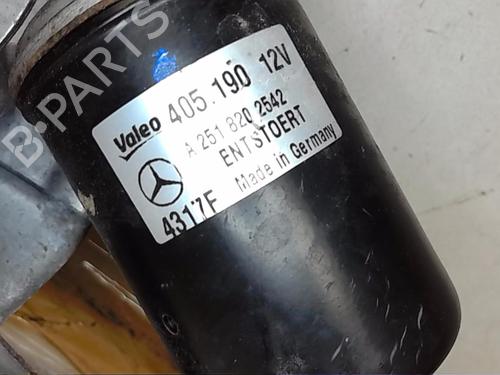 B-PARTS
Valeo 405.190 12V
A 251 820 2542
ENTSTOERT
4317F Made in Germany